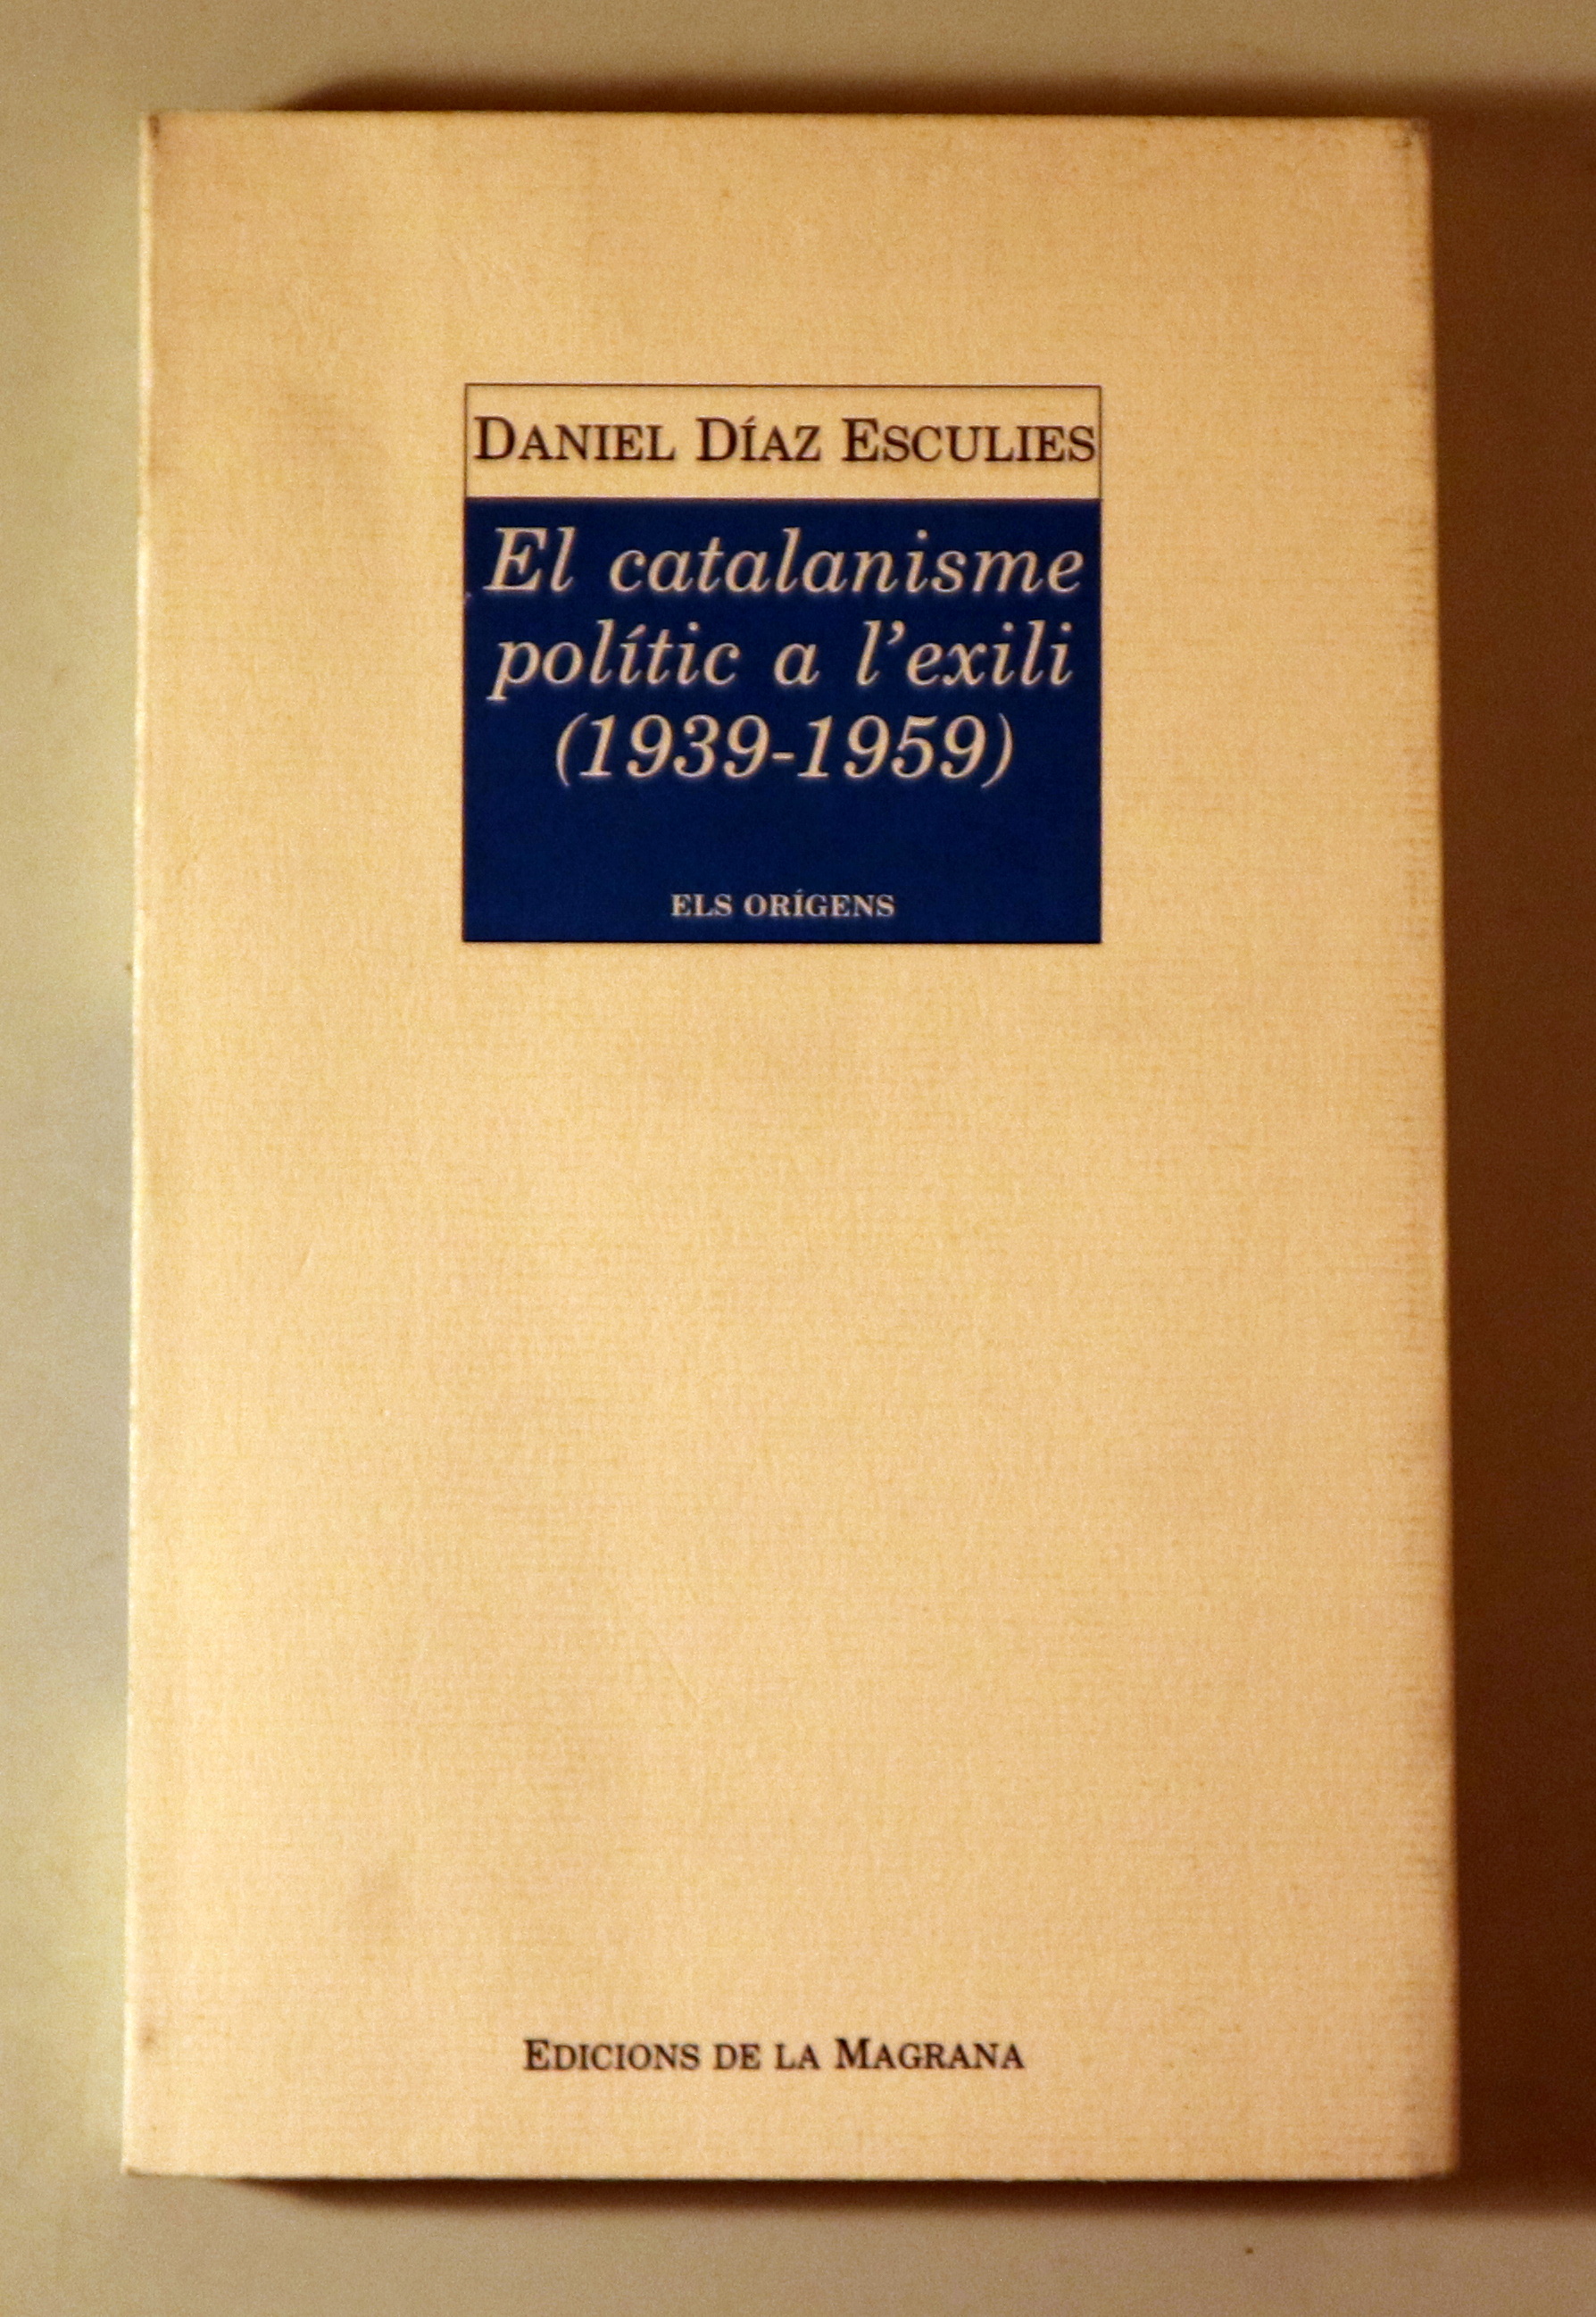 DANIEL DÍAZ ESCULIES
El catalanisme
polític a l'exili
(1939-1959)
ELS ORÍGENS
EDICIONS DE LA MAGRANA